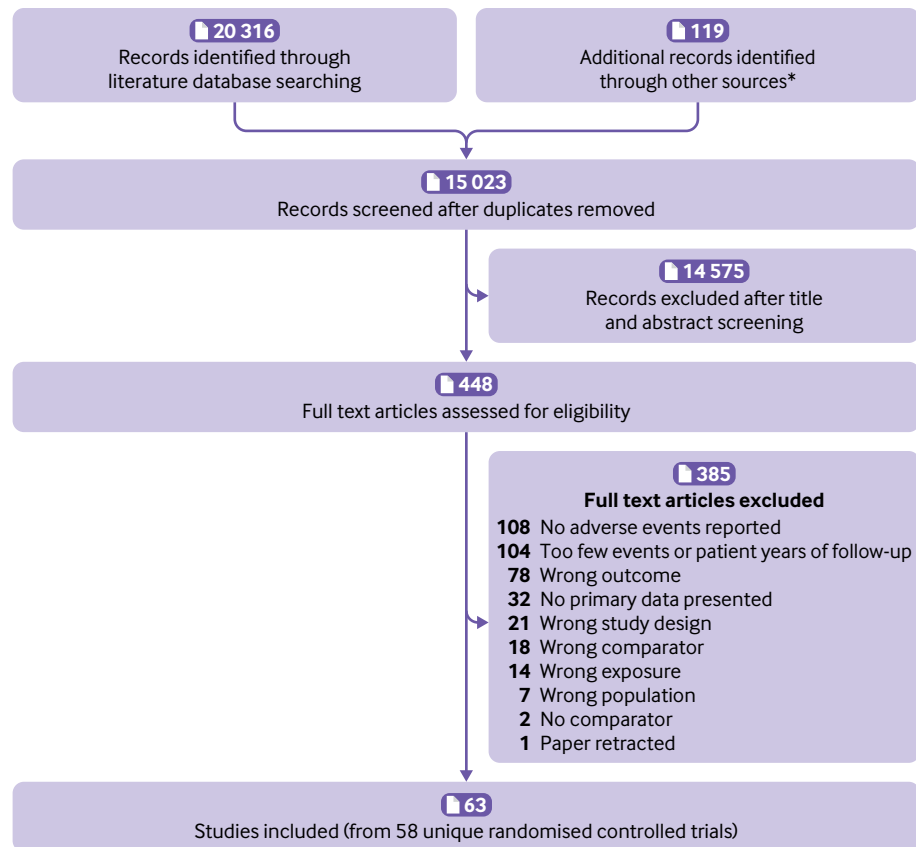 20 316
Records identified through
literature database searching
119
Additional records identified
through other sources*
15 023
Records screened after duplicates removed
14 575
Records excluded after title
and abstract screening
448
Full text articles assessed for eligibility
385
Full text articles excluded
108 No adverse events reported
104 Too few events or patient years of follow-up
78 Wrong outcome
32 No primary data presented
21 Wrong study design
18 Wrong comparator
14 Wrong exposure
7 Wrong population
2 No comparator
1 Paper retracted
63
Studies included (from 58 unique randomised controlled trials)